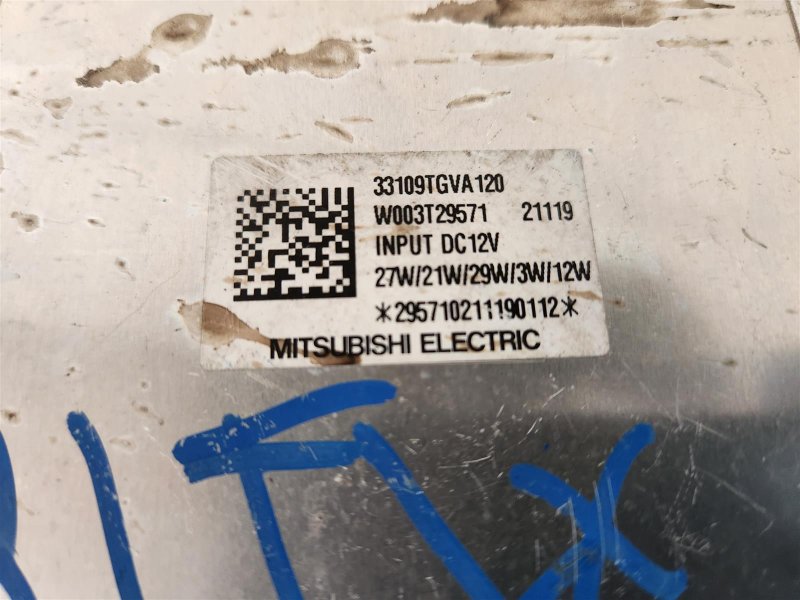 33109TGVA120
W003T29571 21119
INPUT DC12V
27W/21W/29W/3W/12W
*295710211190112*
MITSUBISHI ELECTRIC